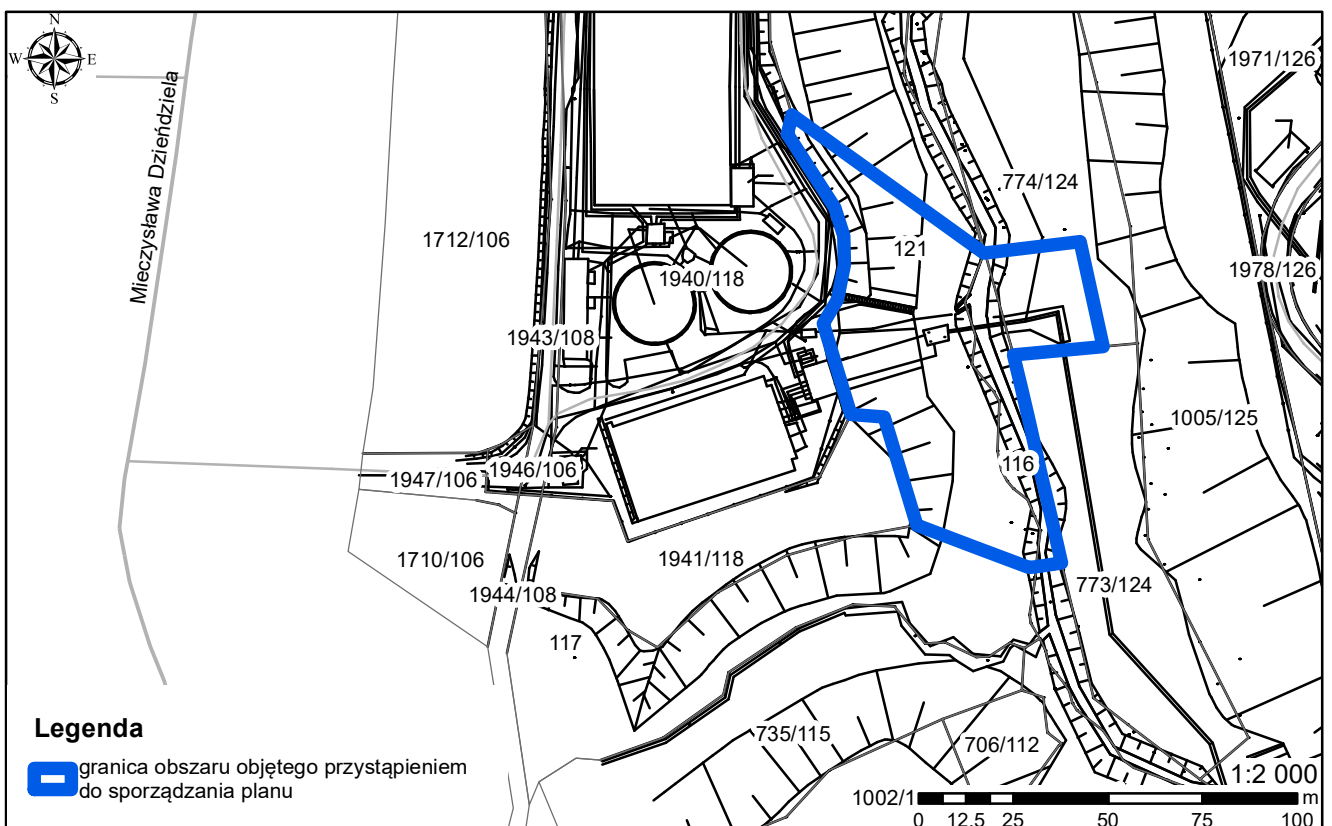 N
W
E
S
Mieczysława Dzieńdziela
1971/126
774/124
1712/106
121
1940/118
1978/126
1943/108
1005/125
116
1946/106
1947/106
1710/106
1941/118
773/124
1944/108
117
735/115
706/112
Legenda
granica obszaru objętego przystąpieniem
do sporządzania planu
1:2 000
1002/1
m
0 12,5 25 50 75 100